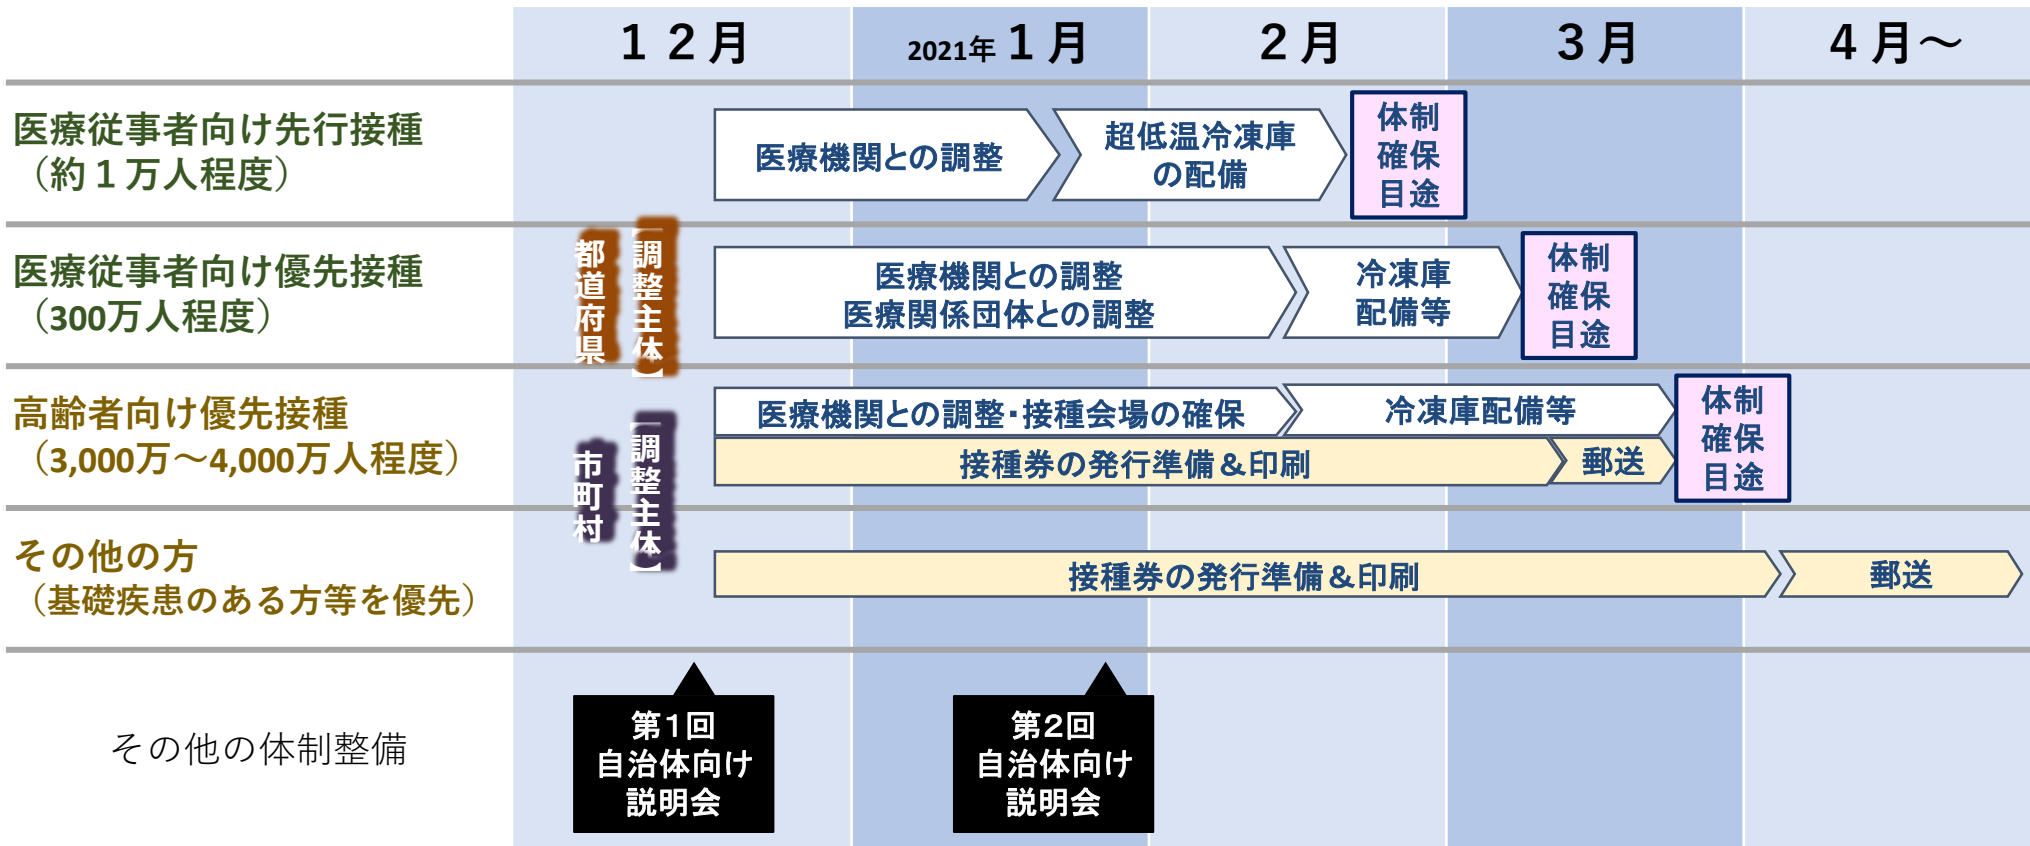 １２月
2021年 １月
２月
３月
４月～
医療従事者向け先行接種
（約１万人程度）
医療機関との調整
超低温冷凍庫
の配備
体制
確保
目途
医療従事者向け優先接種
（300万人程度）
【調整主体】
都道府県
医療機関との調整
医療関係団体との調整
冷凍庫
配備等
体制
確保
目途
高齢者向け優先接種
（3,000万～4,000万人程度）
【調整主体】
市町村
医療機関との調整・接種会場の確保
冷凍庫配備等
接種券の発行準備＆印刷
郵送
体制
確保
目途
その他の方
（基礎疾患のある方等を優先）
接種券の発行準備＆印刷
郵送
その他の体制整備
第１回
自治体向け
説明会
第２回
自治体向け
説明会